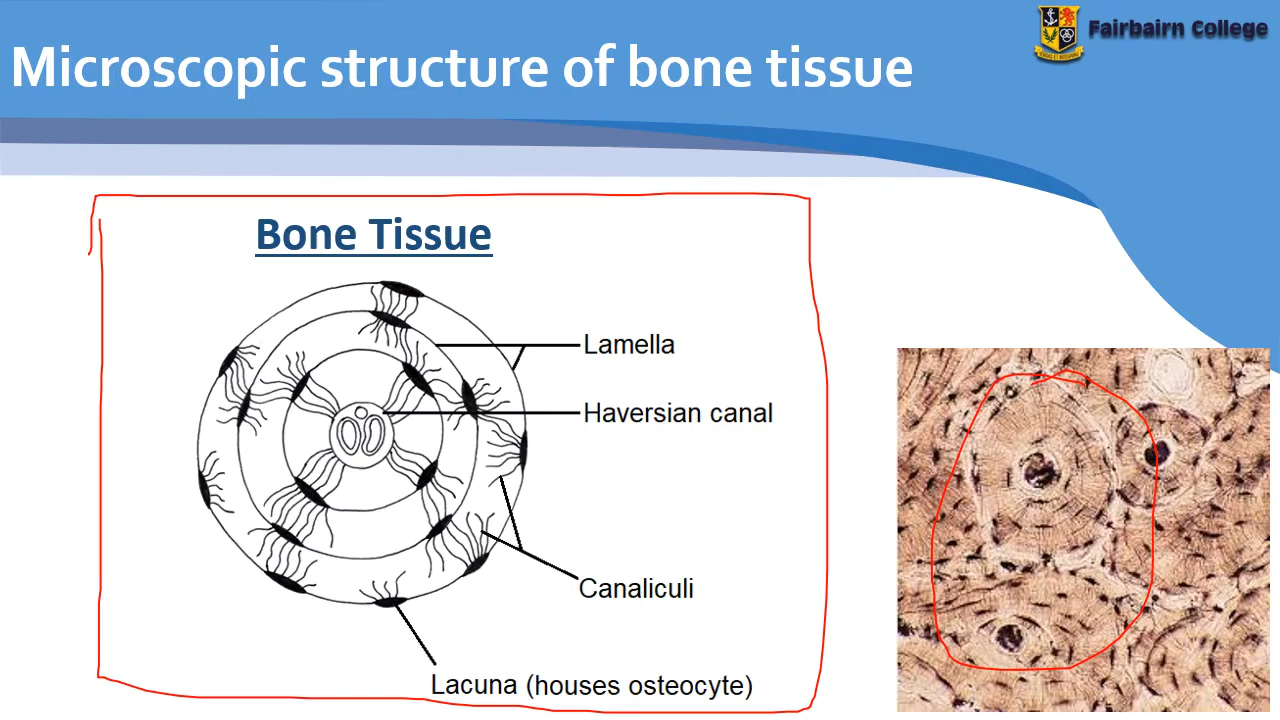 Fairbairn College
Microscopic structure of bone tissue
Bone Tissue
Lamella
Haversian canal
Canaliculi
Lacuna (houses osteocyte)